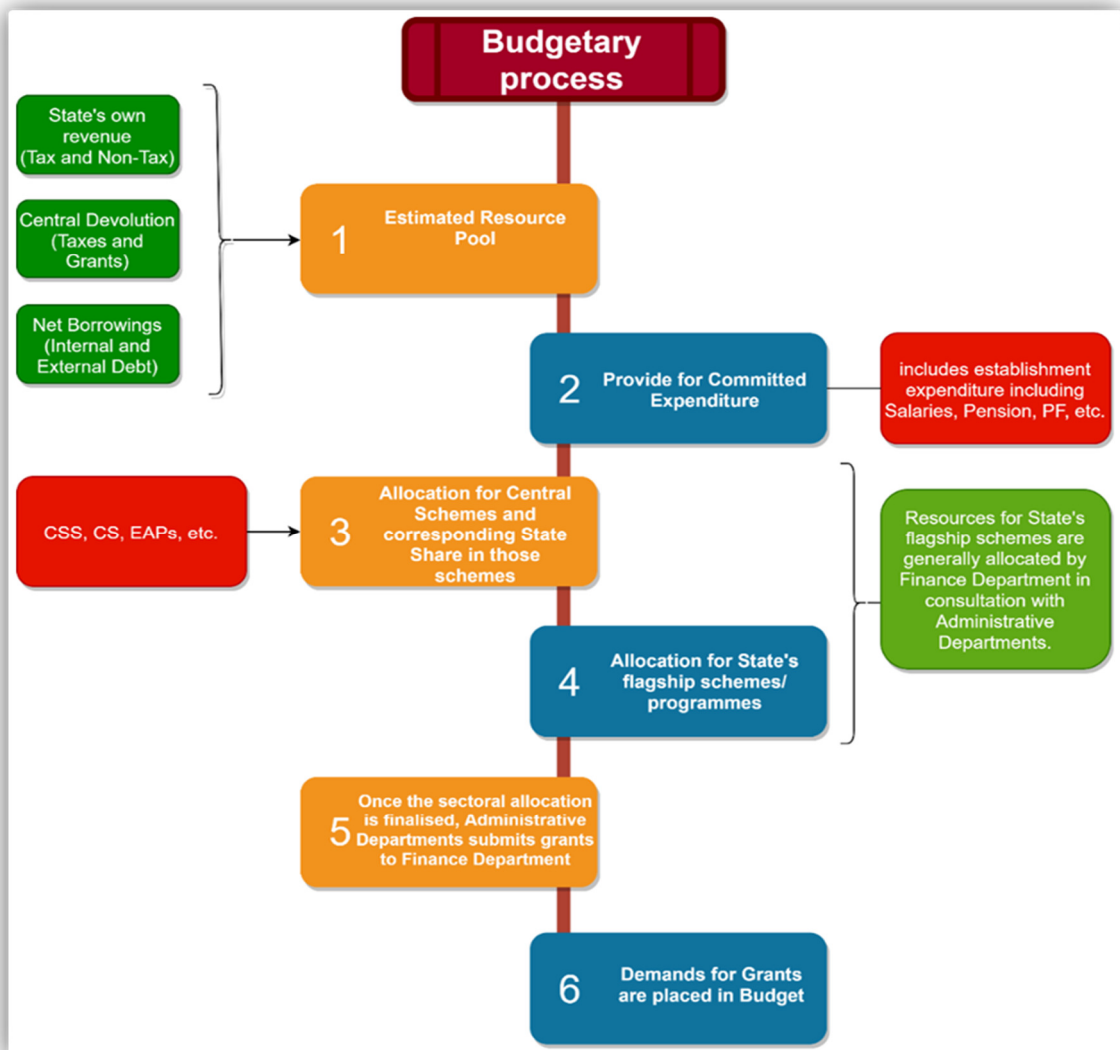 Budgetary
process
State's own
revenue
(Tax and Non-Tax)
Central Devolution
(Taxes and
Grants)
Net Borrowings
(Internal and
External Debt)
1
Estimated Resource
Pool
2
Provide for Committed
Expenditure
includes establishment
expenditure including
Salaries, Pension, PF, etc.
CSS, CS, EAPs, etc.
3
Allocation for Central
Schemes and
corresponding State
Share in those
schemes
4
Allocation for State's
flagship schemes/
programmes
Resources for State's
flagship schemes are
generally allocated by
Finance Department in
consultation with
Administrative
Departments.
5
Once the sectoral allocation
is finalised, Administrative
Departments submits grants
to Finance Department
6
Demands for Grants
are placed in Budget